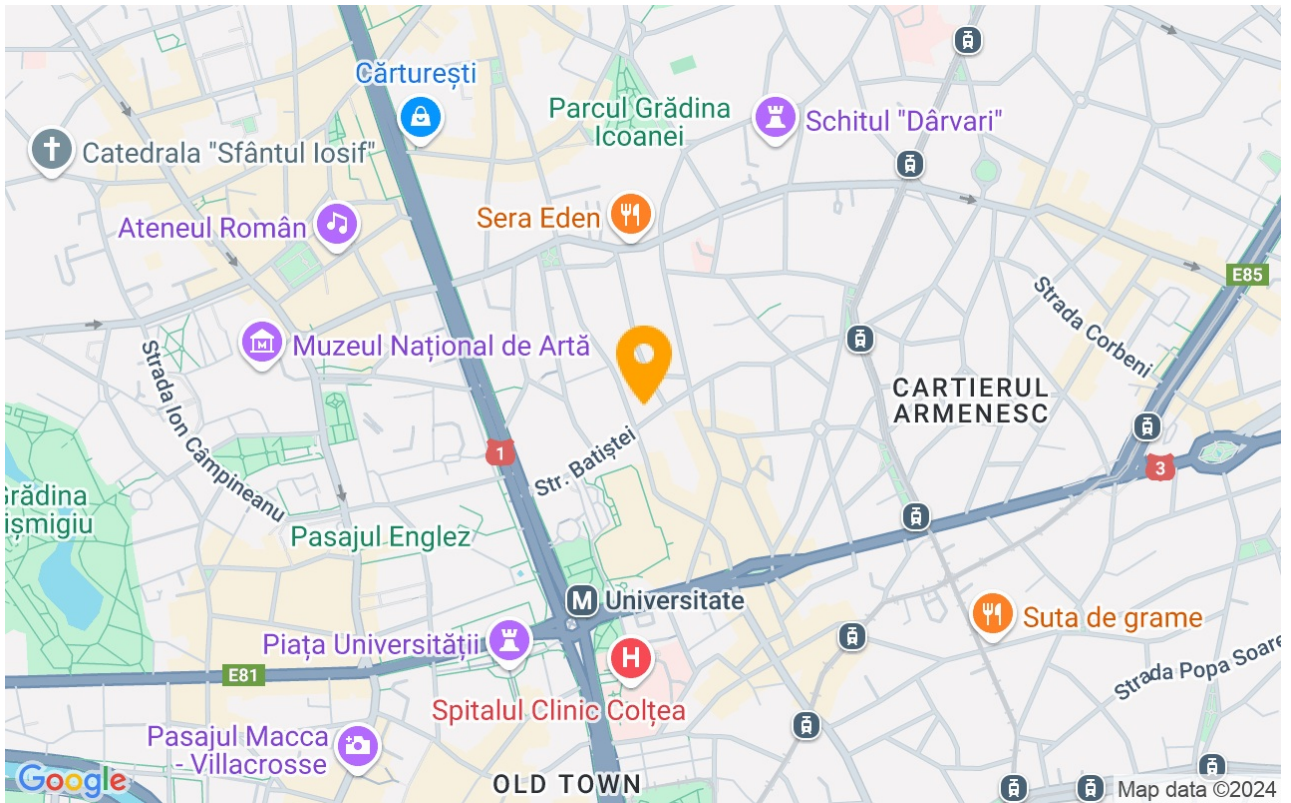 Cărturești
Parcul Grădina
Icoanei
Schitul "Dârvari"
Catedrala "Sfântul Iosif"
Sera Eden
Ateneul Român
E85
Strada Corbeni
Muzeul Național de Artă
Strada Ion Câmpineanu
CARTIERUL
ARMENESC
1
Str. Batiștei
3
Grădina
ișmigiu
Pasajul Englez
M Universitate
Suta de grame
Piața Universității
H
E81
Strada Popa Soare
Spitalul Clinic Colțea
Pasajul Macca
- Villacrosse
OLD TOWN
Google
Map data ©2024